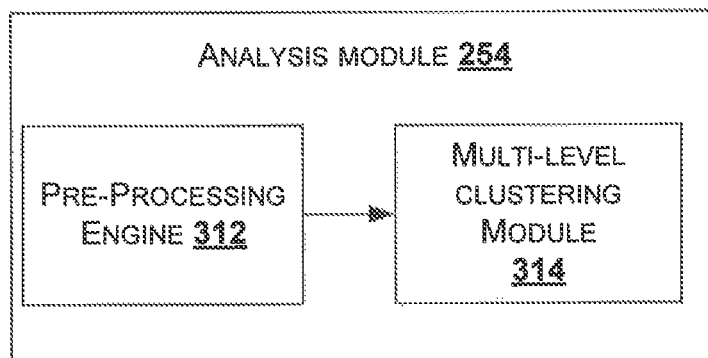 ANALYSIS MODULE 254
PRE-PROCESSING
ENGINE 312
MULTI-LEVEL
CLUSTERING
MODULE
314